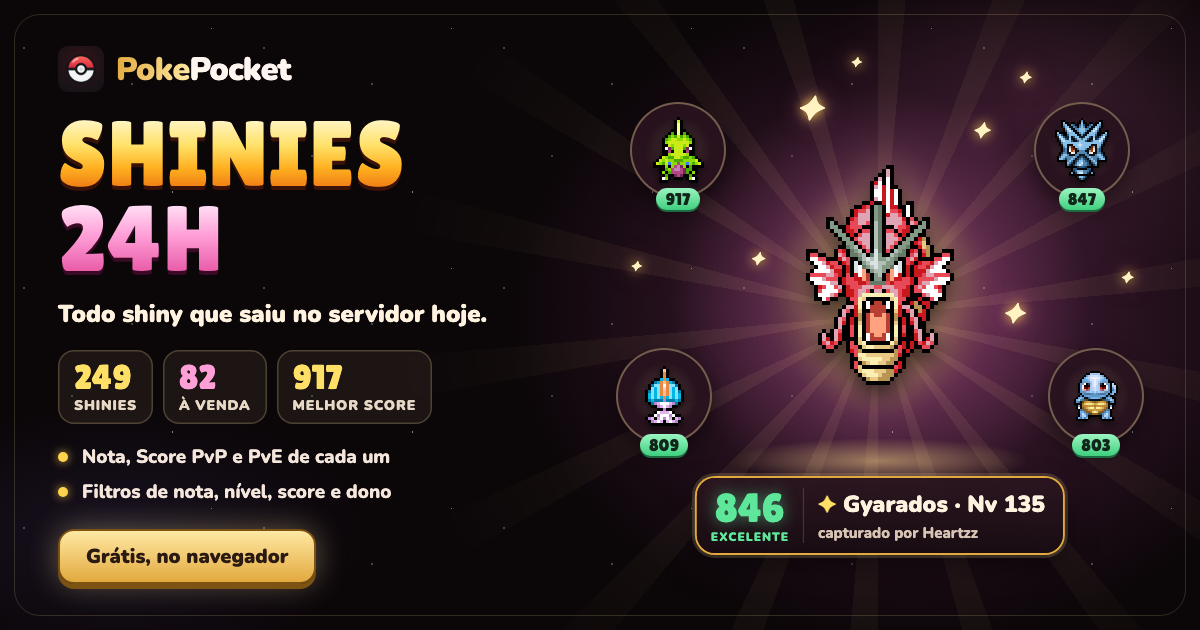 PokePocket
SHINIES
24H
Todo shiny que saiu no servidor hoje.
249
SHINIES
82
À VENDA
917
MELHOR SCORE
Nota, Score PvP e PvE de cada um
Filtros de nota, nível, score e dono
Grátis, no navegador
917
847
809
803
846
EXCELENTE
Gyarados · Nv 135
capturado por Heartzz